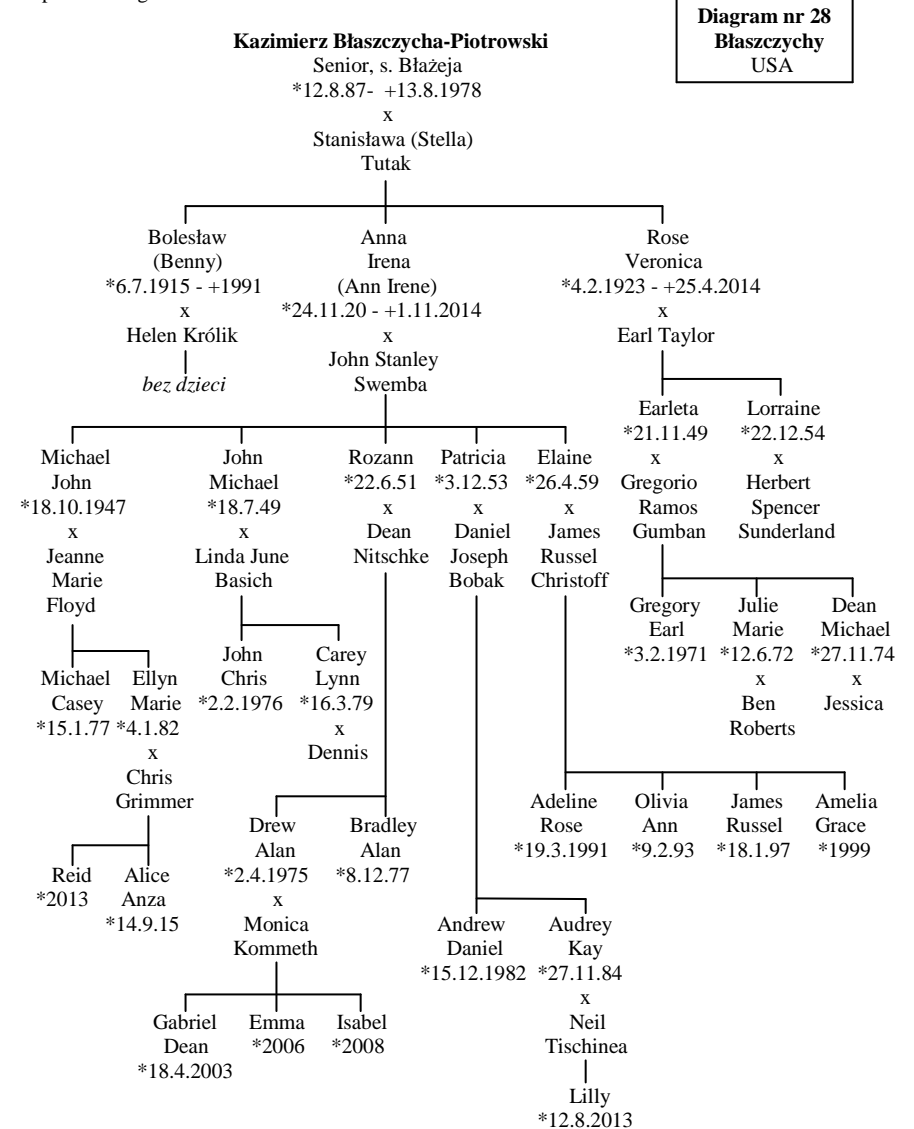 Diagram nr 28
Błaszczychy
USA
Kazimierz Błaszczycha-Piotrowski
Senior, s. Błażeja
*12.8.87- +13.8.1978
x
Stanisława (Stella)
Tutak
Bolesław
(Benny)
*6.7.1915 - +1991
x
Helen Królik
bez dzieci
Anna
Irena
(Ann Irene)
*24.11.20 - +1.11.2014
x
John Stanley
Swemba
Rose
Veronica
*4.2.1923 - +25.4.2014
x
Earl Taylor
Michael
John
*18.10.1947
x
Jeanne
Marie
Floyd
John
Michael
*18.7.49
x
Linda June
Basich
Rozann
*22.6.51
x
Dean
Nitschke
Patricia
*3.12.53
x
Daniel
Joseph
Bobak
Elaine
*26.4.59
x
James
Russel
Christoff
Earleta
*21.11.49
x
Gregorio
Ramos
Gumban
Lorraine
*22.12.54
x
Herbert
Spencer
Sunderland
Michael
Casey
*15.1.77
Ellyn
Marie
*4.1.82
x
Chris
Grimmer
John
Chris
*2.2.1976
Carey
Lynn
*16.3.79
x
Dennis
Gregory
Earl
*3.2.1971
Julie
Marie
*12.6.72
x
Ben
Roberts
Dean
Michael
*27.11.74
x
Jessica
Reid
*2013
Alice
Anza
*14.9.15
Drew
Alan
*2.4.1975
x
Monica
Kommeth
Bradley
Alan
*8.12.77
Adeline
Rose
*19.3.1991
Olivia
Ann
*9.2.93
James
Russel
*18.1.97
Amelia
Grace
*1999
Andrew
Daniel
*15.12.1982
Audrey
Kay
*27.11.84
x
Neil
Tischinea
Gabriel
Dean
*18.4.2003
Emma
*2006
Isabel
*2008
Lilly
*12.8.2013